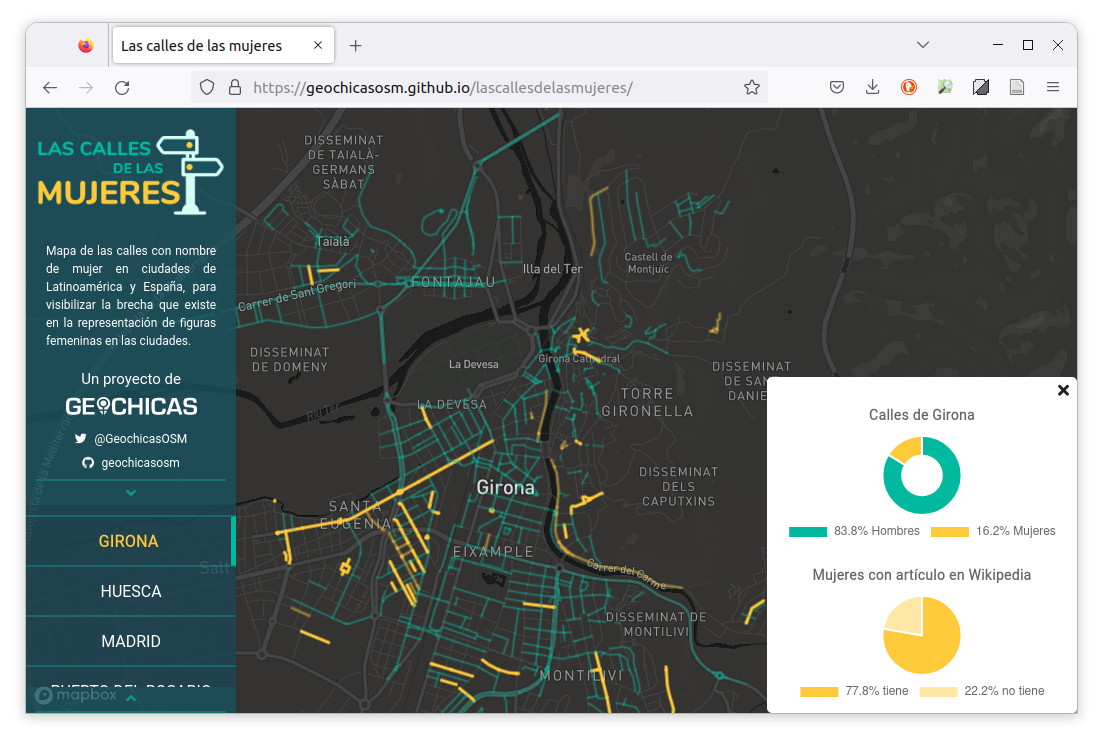 Las calles de las mujeres
https://geochicasosm.github.io/lascallesdelasmujeres/
LAS CALLES
DE LAS
MUJERES
Mapa de las calles con nombre
de mujer en ciudades de
Latinoamérica y España, para
visibilizar la brecha que existe
en la representación de figuras
femeninas en las ciudades.
Un proyecto de
GEOCHICAS
@GeochicasOSM
geochicasosm
GIRONA
Salt
HUESCA
MADRID
PUERTO DEL ROSARIO
mapbox
DISSEMINAT
DE TAIALÀ-
GERMANS
SÀBAT
Taialà
FONTAJAU
Illa del Ter
Castell de
Montjuïc
Carrer de Sant Gregori
DISSEMINAT
DE DOMENY
La Devesa
Girona Cathedral
LA DEVESA
Riu Ter
TORRE
GIRONELLA
DISSEMINAT
DE SAN
DANIE
DISSEMINAT
DELS
CAPUTXINS
Girona
SANTA
EUGENIA
EIXAMPLE
Carrer del Carme
DISSEMINAT DE
MONTILIVI
MONTILIVI
Calles de Girona
83.8% Hombres
16.2% Mujeres
Mujeres con artículo en Wikipedia
77.8% tiene
22.2% no tiene